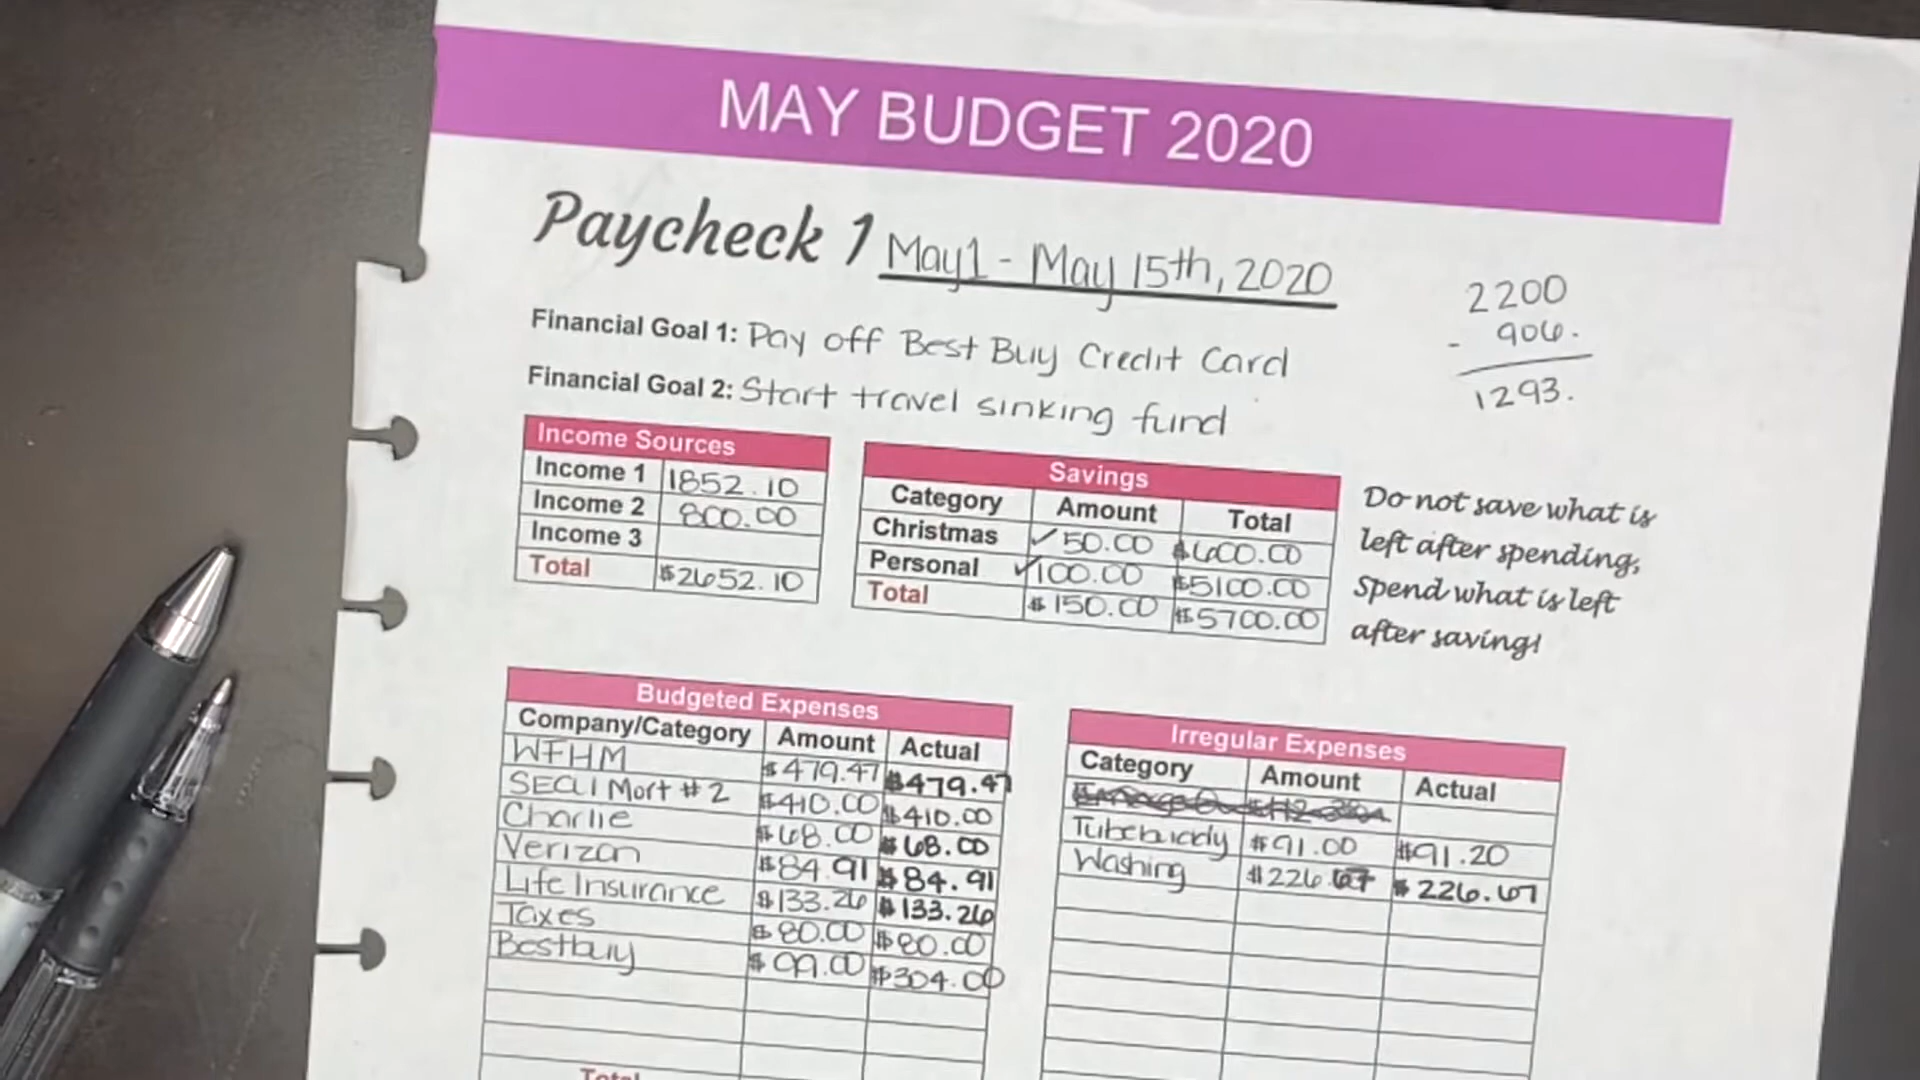 MAY BUDGET 2020
Paycheck 1 May 1 - May 15th, 2020
2200
- 906.
1293.
Financial Goal 1: Pay off Best Buy Credit Card
Financial Goal 2: Start travel sinking fund
Income Sources
Income 1 1852.10
Income 2 800.00
Income 3
Total $2652.10
Savings
Category Amount Total
Christmas ✓50.00 $600.00
Personal ✓100.00 $5100.00
Total $150.00 $5700.00
Do not save what is
left after spending,
Spend what is left
after saving!
Budgeted Expenses
Company/Category Amount Actual
WFHM $479.47 $479.47
SECU Mort #2 $410.00 $410.00
Charlie $68.00 $68.00
Verizon $84.91 $84.91
Life Insurance $133.26 $133.26
Taxes $80.00 $80.00
Bestbuy $99.00 $304.00
Total
Irregular Expenses
Category Amount Actual
Tubebuddy $91.00 $91.20
Washing $226.67 $226.67